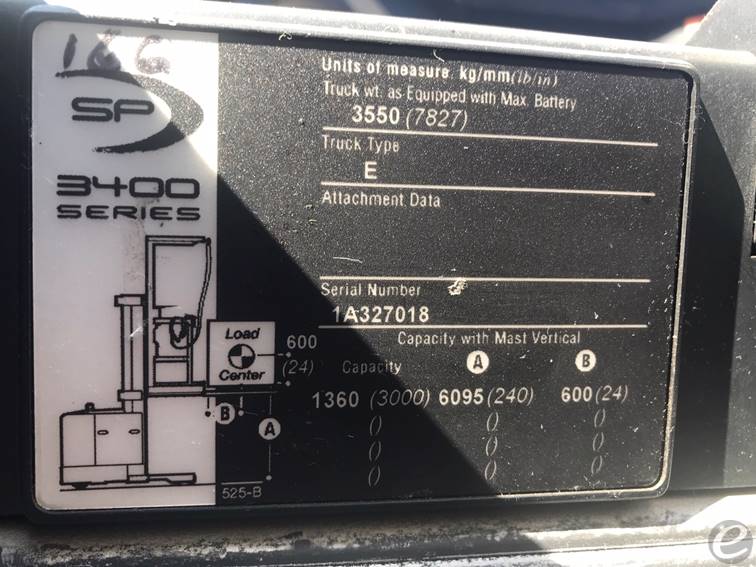 166
SP
3400
SERIES
Units of measure: kg/mm (lb/in)
Truck wt. as Equipped with Max. Battery
3550 (7827)
Truck Type
E
Attachment Data
Serial Number
1A327018
Capacity with Mast Vertical
Capacity A B
1360 (3000) 6095 (240) 600 (24)
() () ()
() () ()
() () ()
Load
Center
600
(24)
B
A
525-B
e